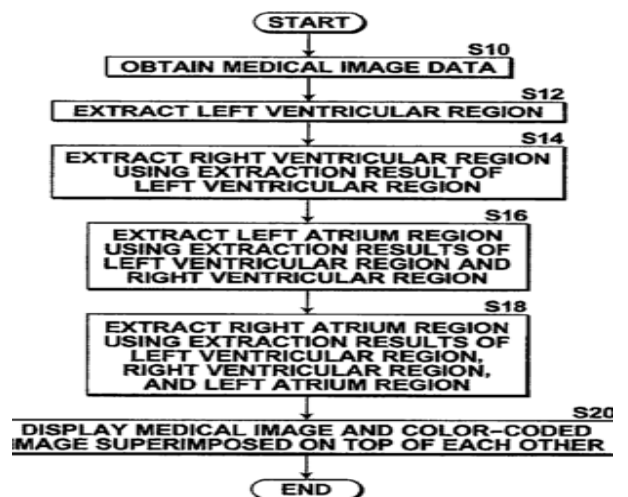 START
S10
OBTAIN MEDICAL IMAGE DATA
S12
EXTRACT LEFT VENTRICULAR REGION
S14
EXTRACT RIGHT VENTRICULAR REGION
USING EXTRACTION RESULT OF
LEFT VENTRICULAR REGION
S16
EXTRACT LEFT ATRIUM REGION
USING EXTRACTION RESULTS OF
LEFT VENTRICULAR REGION AND
RIGHT VENTRICULAR REGION
S18
EXTRACT RIGHT ATRIUM REGION
USING EXTRACTION RESULTS OF
LEFT VENTRICULAR REGION,
RIGHT VENTRICULAR REGION,
AND LEFT ATRIUM REGION
S20
DISPLAY MEDICAL IMAGE AND COLOR-CODED
IMAGE SUPERIMPOSED ON TOP OF EACH OTHER
END